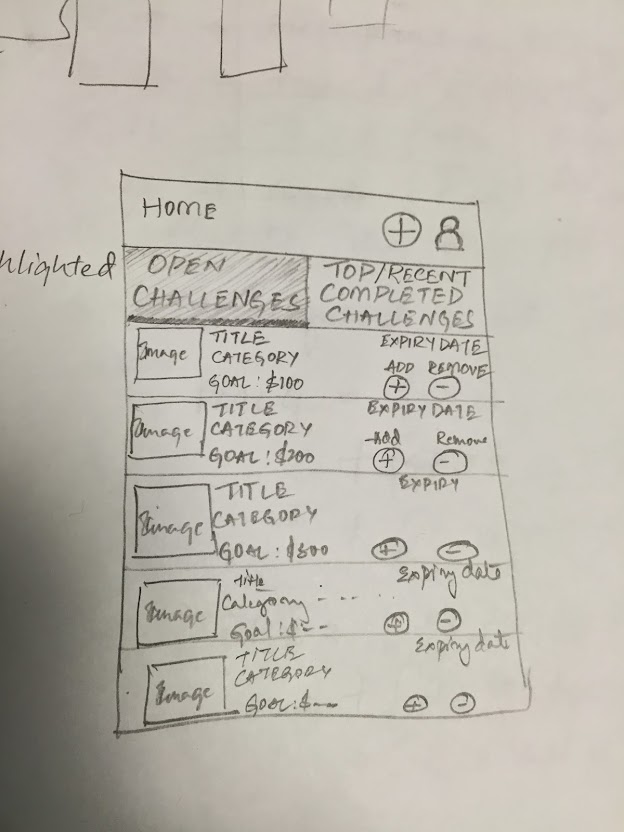 HOME
hlighted
OPEN
CHALLENGES
TOP/RECENT
COMPLETED
CHALLENGES
Image
TITLE
CATEGORY
GOAL: $100
EXPIRY DATE
ADD REMOVE
Image
TITLE
CATEGORY
GOAL: $200
EXPIRY DATE
Add Remove
Image
TITLE
CATEGORY
GOAL: $500
EXPIRY
Image
Title
Category - - - - -
Goal: $--
Expiry date
Image
TITLE
CATEGORY
GOAL: $--
Expiry date